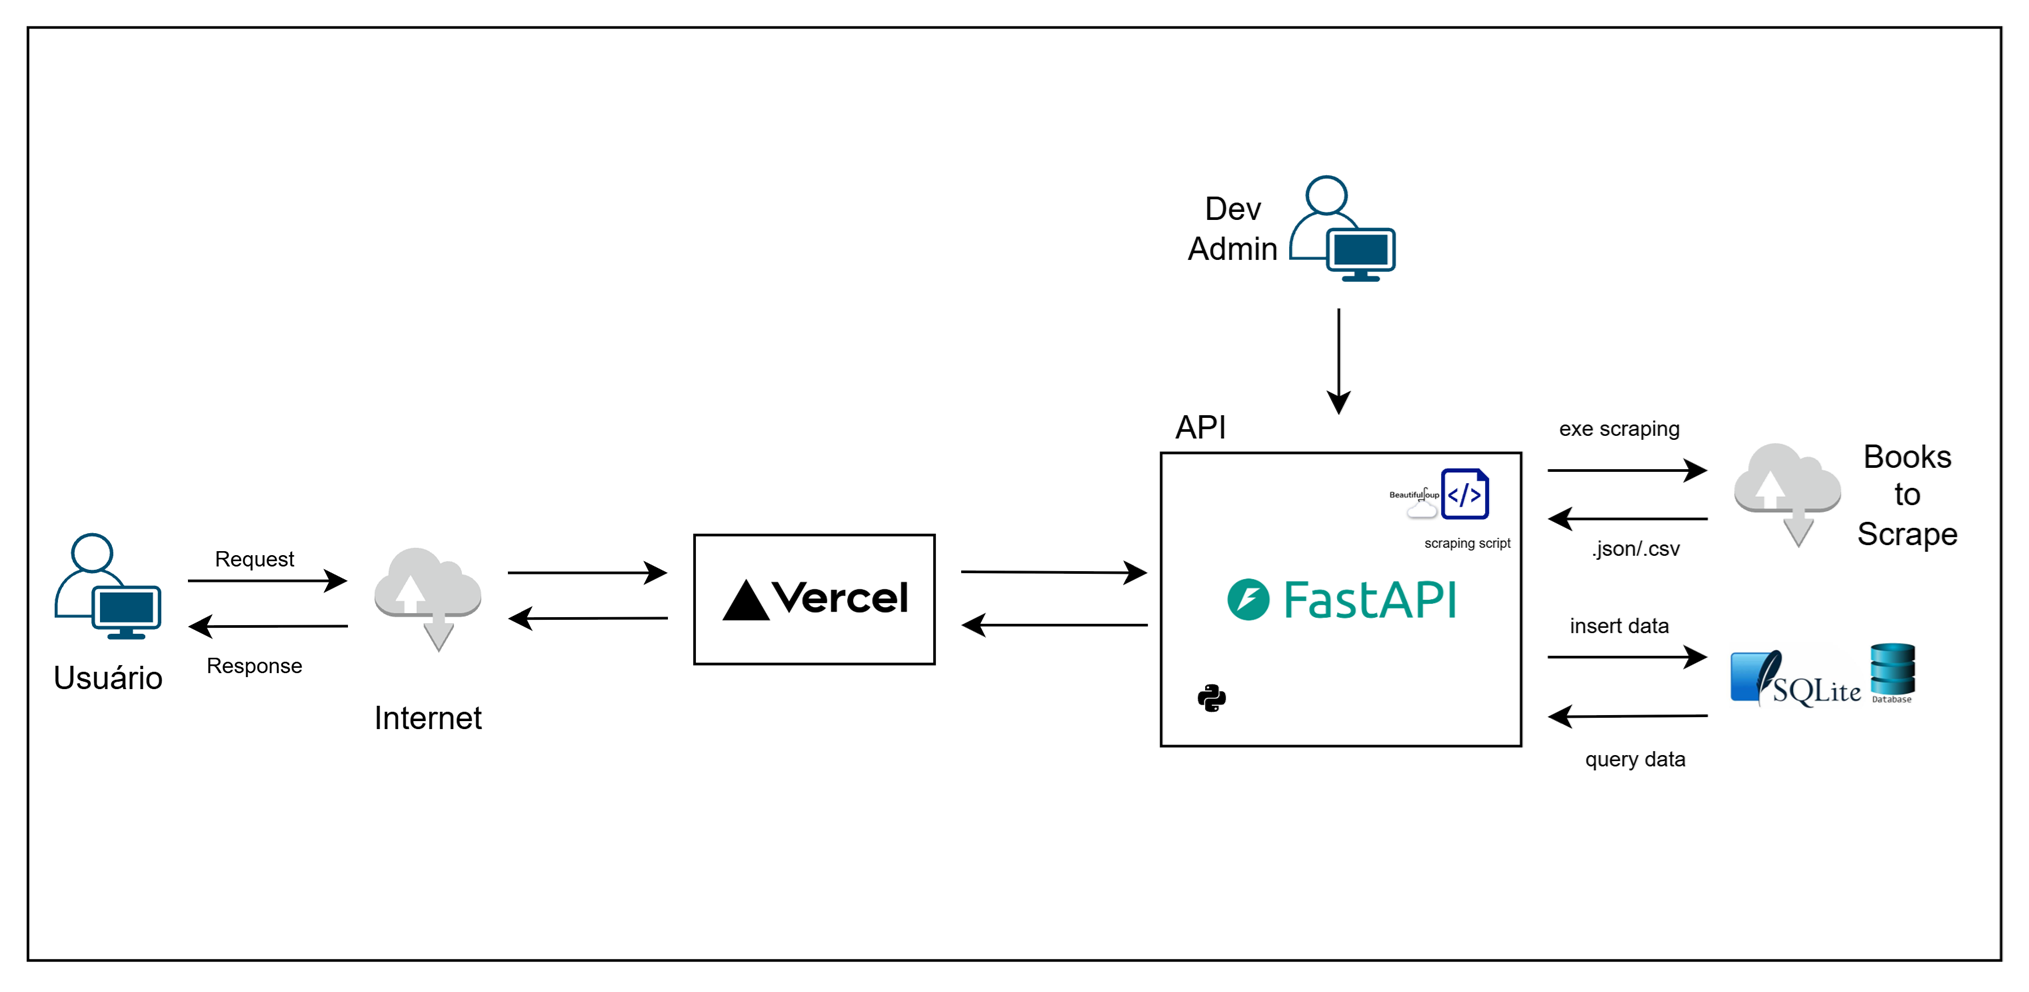 Dev
Admin
API
exe scraping
.json/.csv
Books
to
Scrape
Beautiful oup
</>
scraping script
FastAPI
insert data
query data
SQLite
Database
Vercel
Request
Response
Usuário
Internet